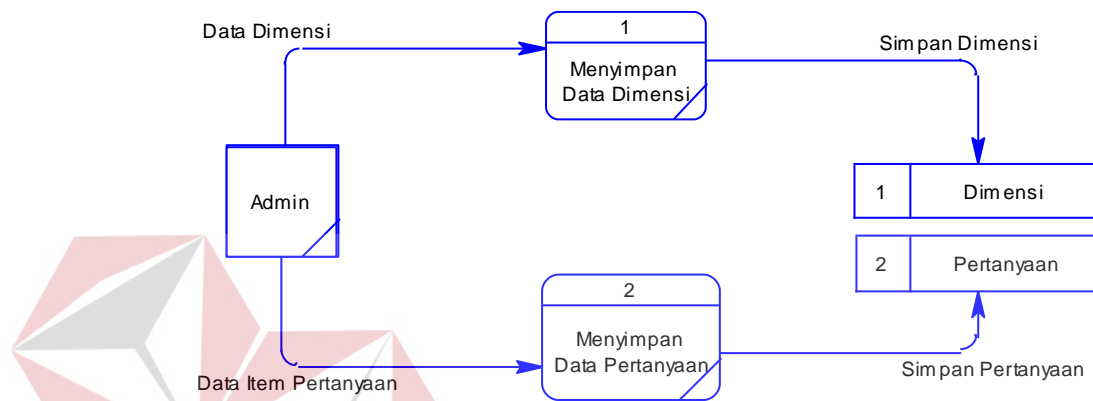 Data Dimensi
1
Menyimpan
Data Dimensi
Simpan Dimensi
Admin
1
Dimensi
2
Pertanyaan
2
Menyimpan
Data Pertanyaan
Data Item Pertanyaan
Simpan Pertanyaan